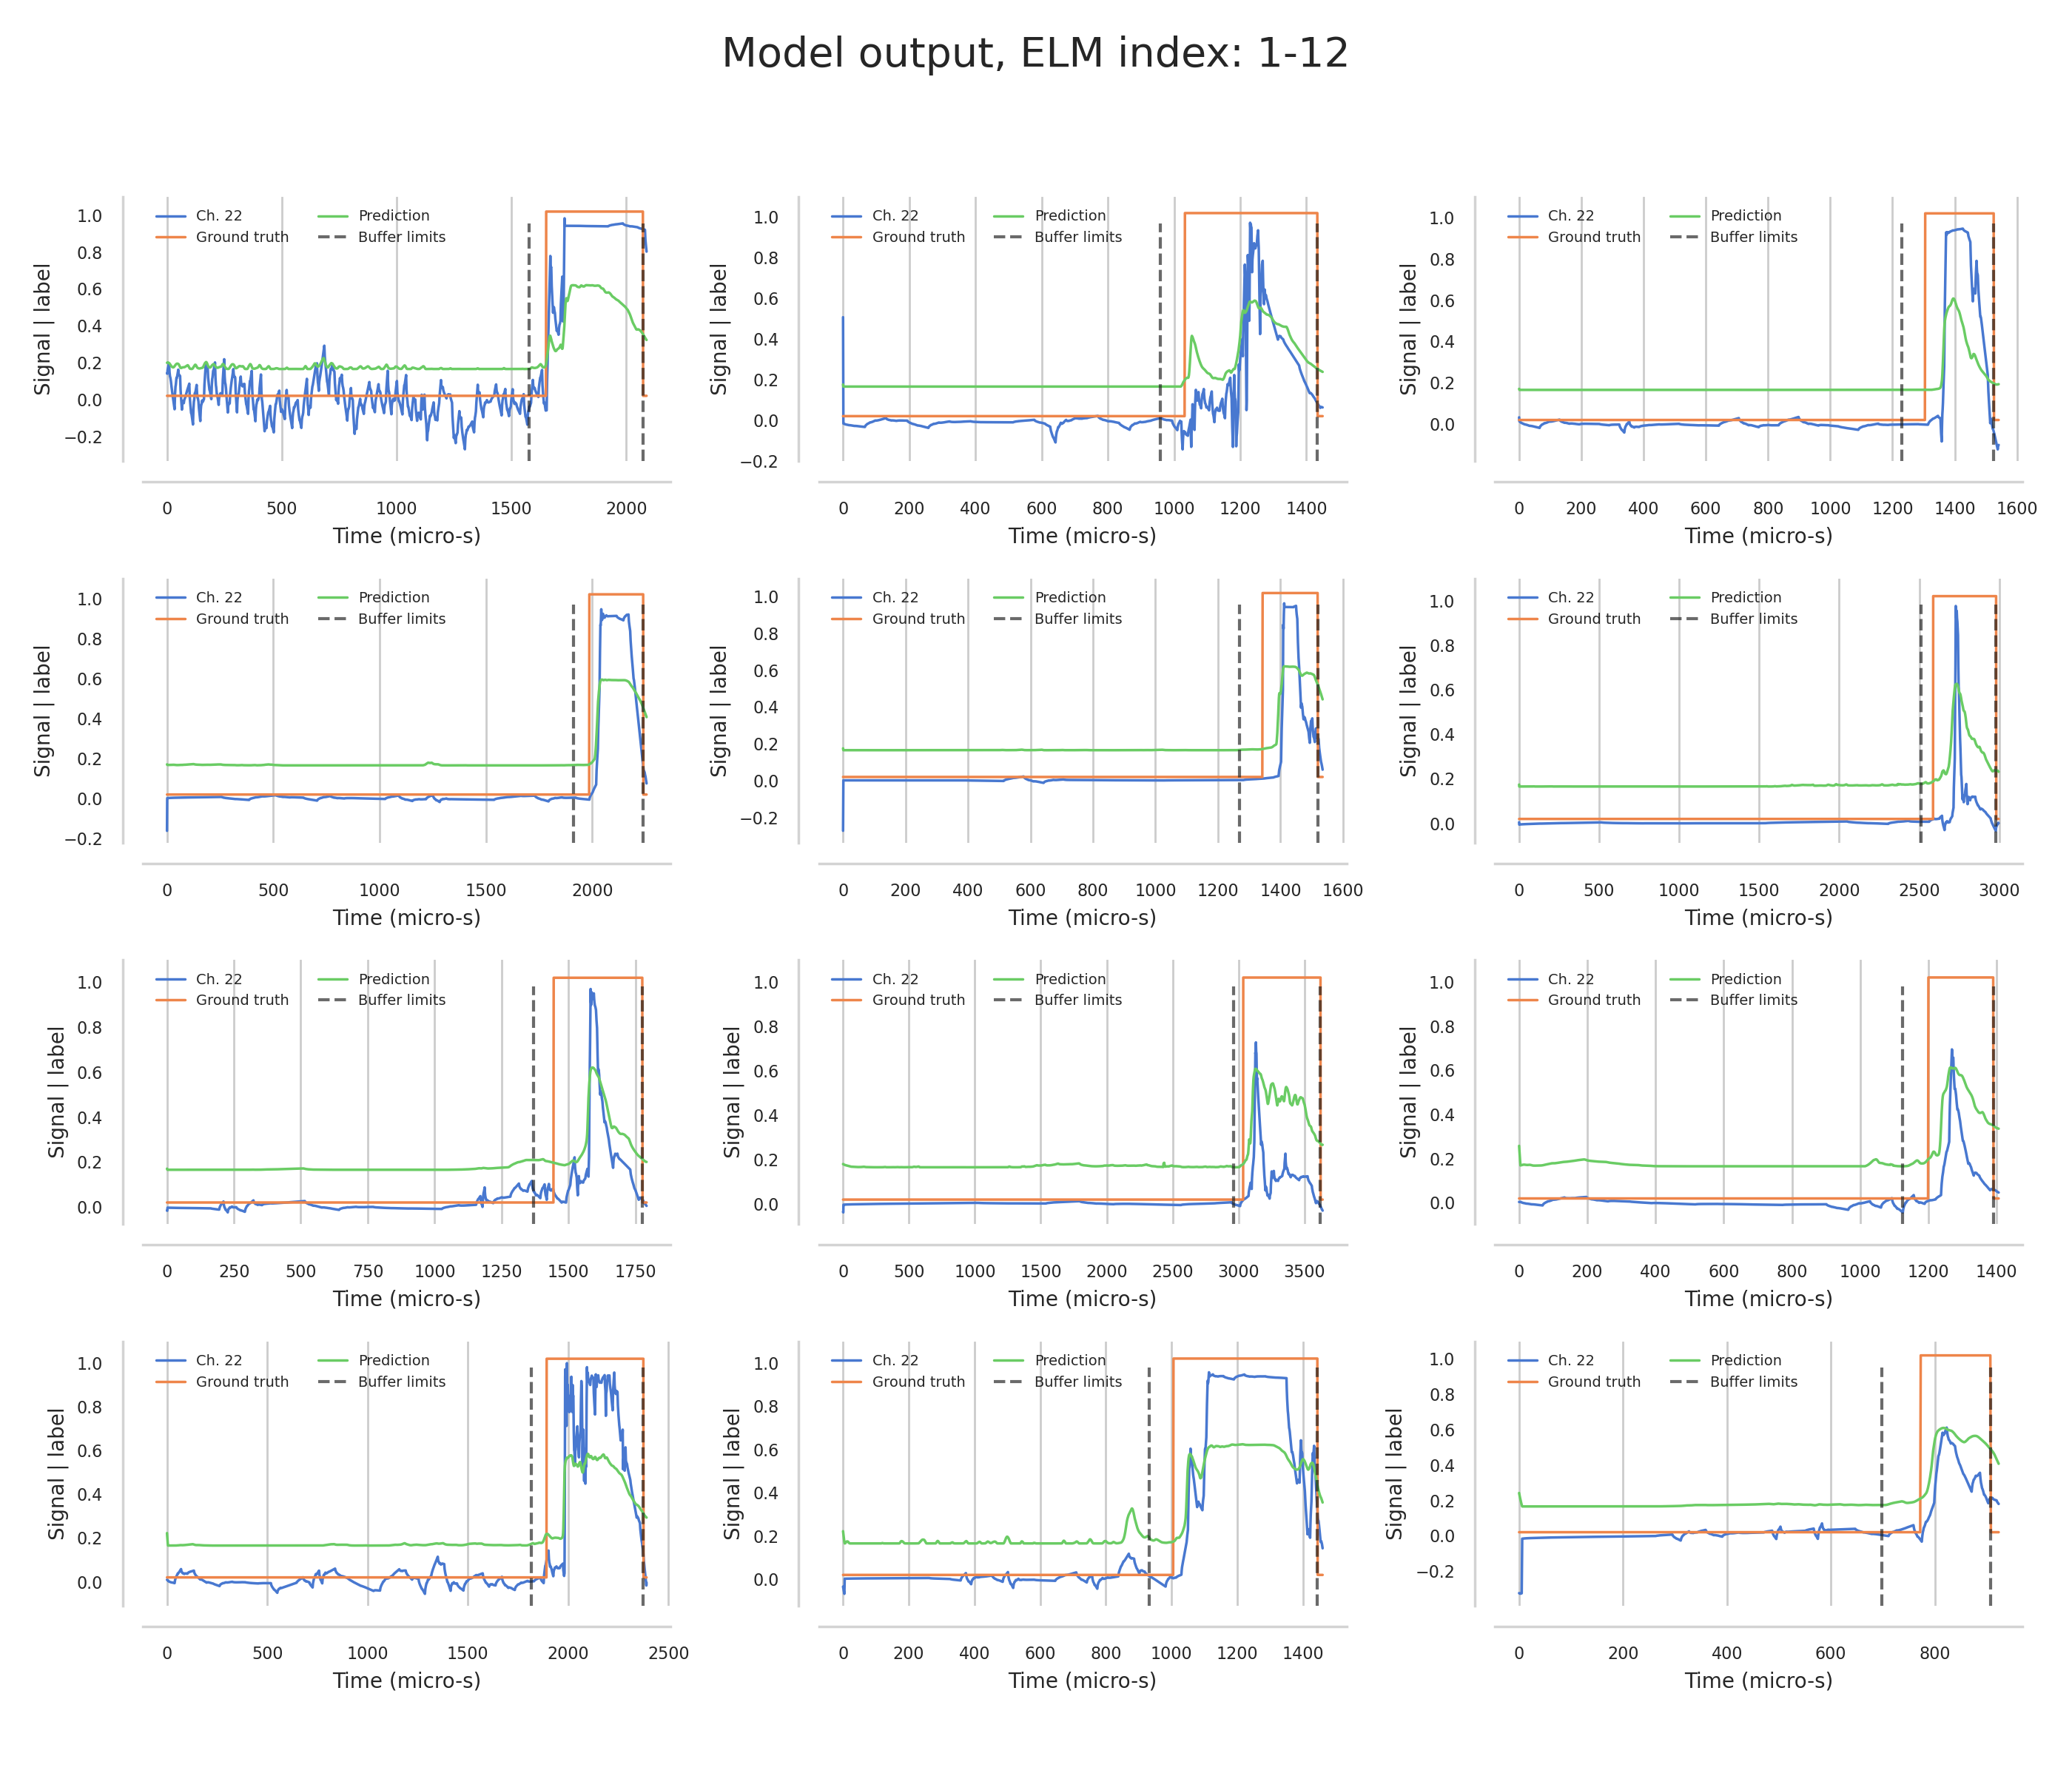 Model output, ELM index: 1-12
Signal | label
1.0
0.8
0.6
0.4
0.2
0.0
−0.2
Ch. 22 Prediction
Ground truth Buffer limits
0 500 1000 1500 2000
Time (micro-s)
Signal | label
1.0
0.8
0.6
0.4
0.2
0.0
−0.2
Ch. 22 Prediction
Ground truth Buffer limits
0 200 400 600 800 1000 1200 1400
Time (micro-s)
Signal | label
1.0
0.8
0.6
0.4
0.2
0.0
Ch. 22 Prediction
Ground truth Buffer limits
0 200 400 600 800 1000 1200 1400 1600
Time (micro-s)
Signal | label
1.0
0.8
0.6
0.4
0.2
0.0
−0.2
Ch. 22 Prediction
Ground truth Buffer limits
0 500 1000 1500 2000
Time (micro-s)
Signal | label
1.0
0.8
0.6
0.4
0.2
0.0
−0.2
Ch. 22 Prediction
Ground truth Buffer limits
0 200 400 600 800 1000 1200 1400 1600
Time (micro-s)
Signal | label
1.0
0.8
0.6
0.4
0.2
0.0
Ch. 22 Prediction
Ground truth Buffer limits
0 500 1000 1500 2000 2500 3000
Time (micro-s)
Signal | label
1.0
0.8
0.6
0.4
0.2
0.0
Ch. 22 Prediction
Ground truth Buffer limits
0 250 500 750 1000 1250 1500 1750
Time (micro-s)
Signal | label
1.0
0.8
0.6
0.4
0.2
0.0
Ch. 22 Prediction
Ground truth Buffer limits
0 500 1000 1500 2000 2500 3000 3500
Time (micro-s)
Signal | label
1.0
0.8
0.6
0.4
0.2
0.0
Ch. 22 Prediction
Ground truth Buffer limits
0 200 400 600 800 1000 1200 1400
Time (micro-s)
Signal | label
1.0
0.8
0.6
0.4
0.2
0.0
Ch. 22 Prediction
Ground truth Buffer limits
0 500 1000 1500 2000 2500
Time (micro-s)
Signal | label
1.0
0.8
0.6
0.4
0.2
0.0
Ch. 22 Prediction
Ground truth Buffer limits
0 200 400 600 800 1000 1200 1400
Time (micro-s)
Signal | label
1.0
0.8
0.6
0.4
0.2
0.0
−0.2
Ch. 22 Prediction
Ground truth Buffer limits
0 200 400 600 800
Time (micro-s)